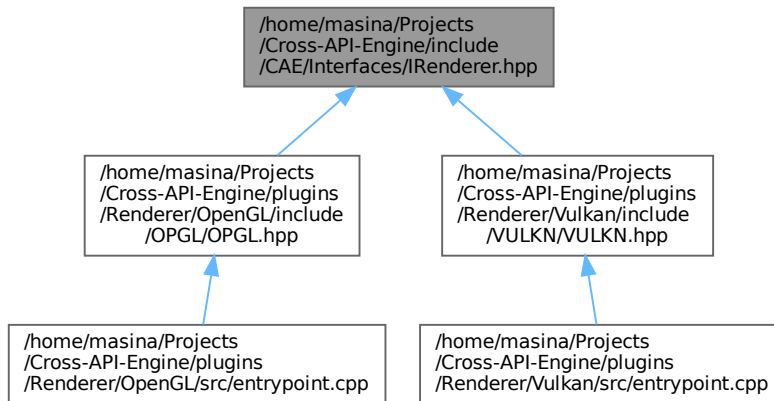 /home/masina/Projects
/Cross-API-Engine/include
/CAE/Interfaces/IRenderer.hpp
/home/masina/Projects
/Cross-API-Engine/plugins
/Renderer/OpenGL/include
/OPGL/OPGL.hpp
/home/masina/Projects
/Cross-API-Engine/plugins
/Renderer/Vulkan/include
/VULKN/VULKN.hpp
/home/masina/Projects
/Cross-API-Engine/plugins
/Renderer/OpenGL/src/entrypoint.cpp
/home/masina/Projects
/Cross-API-Engine/plugins
/Renderer/Vulkan/src/entrypoint.cpp